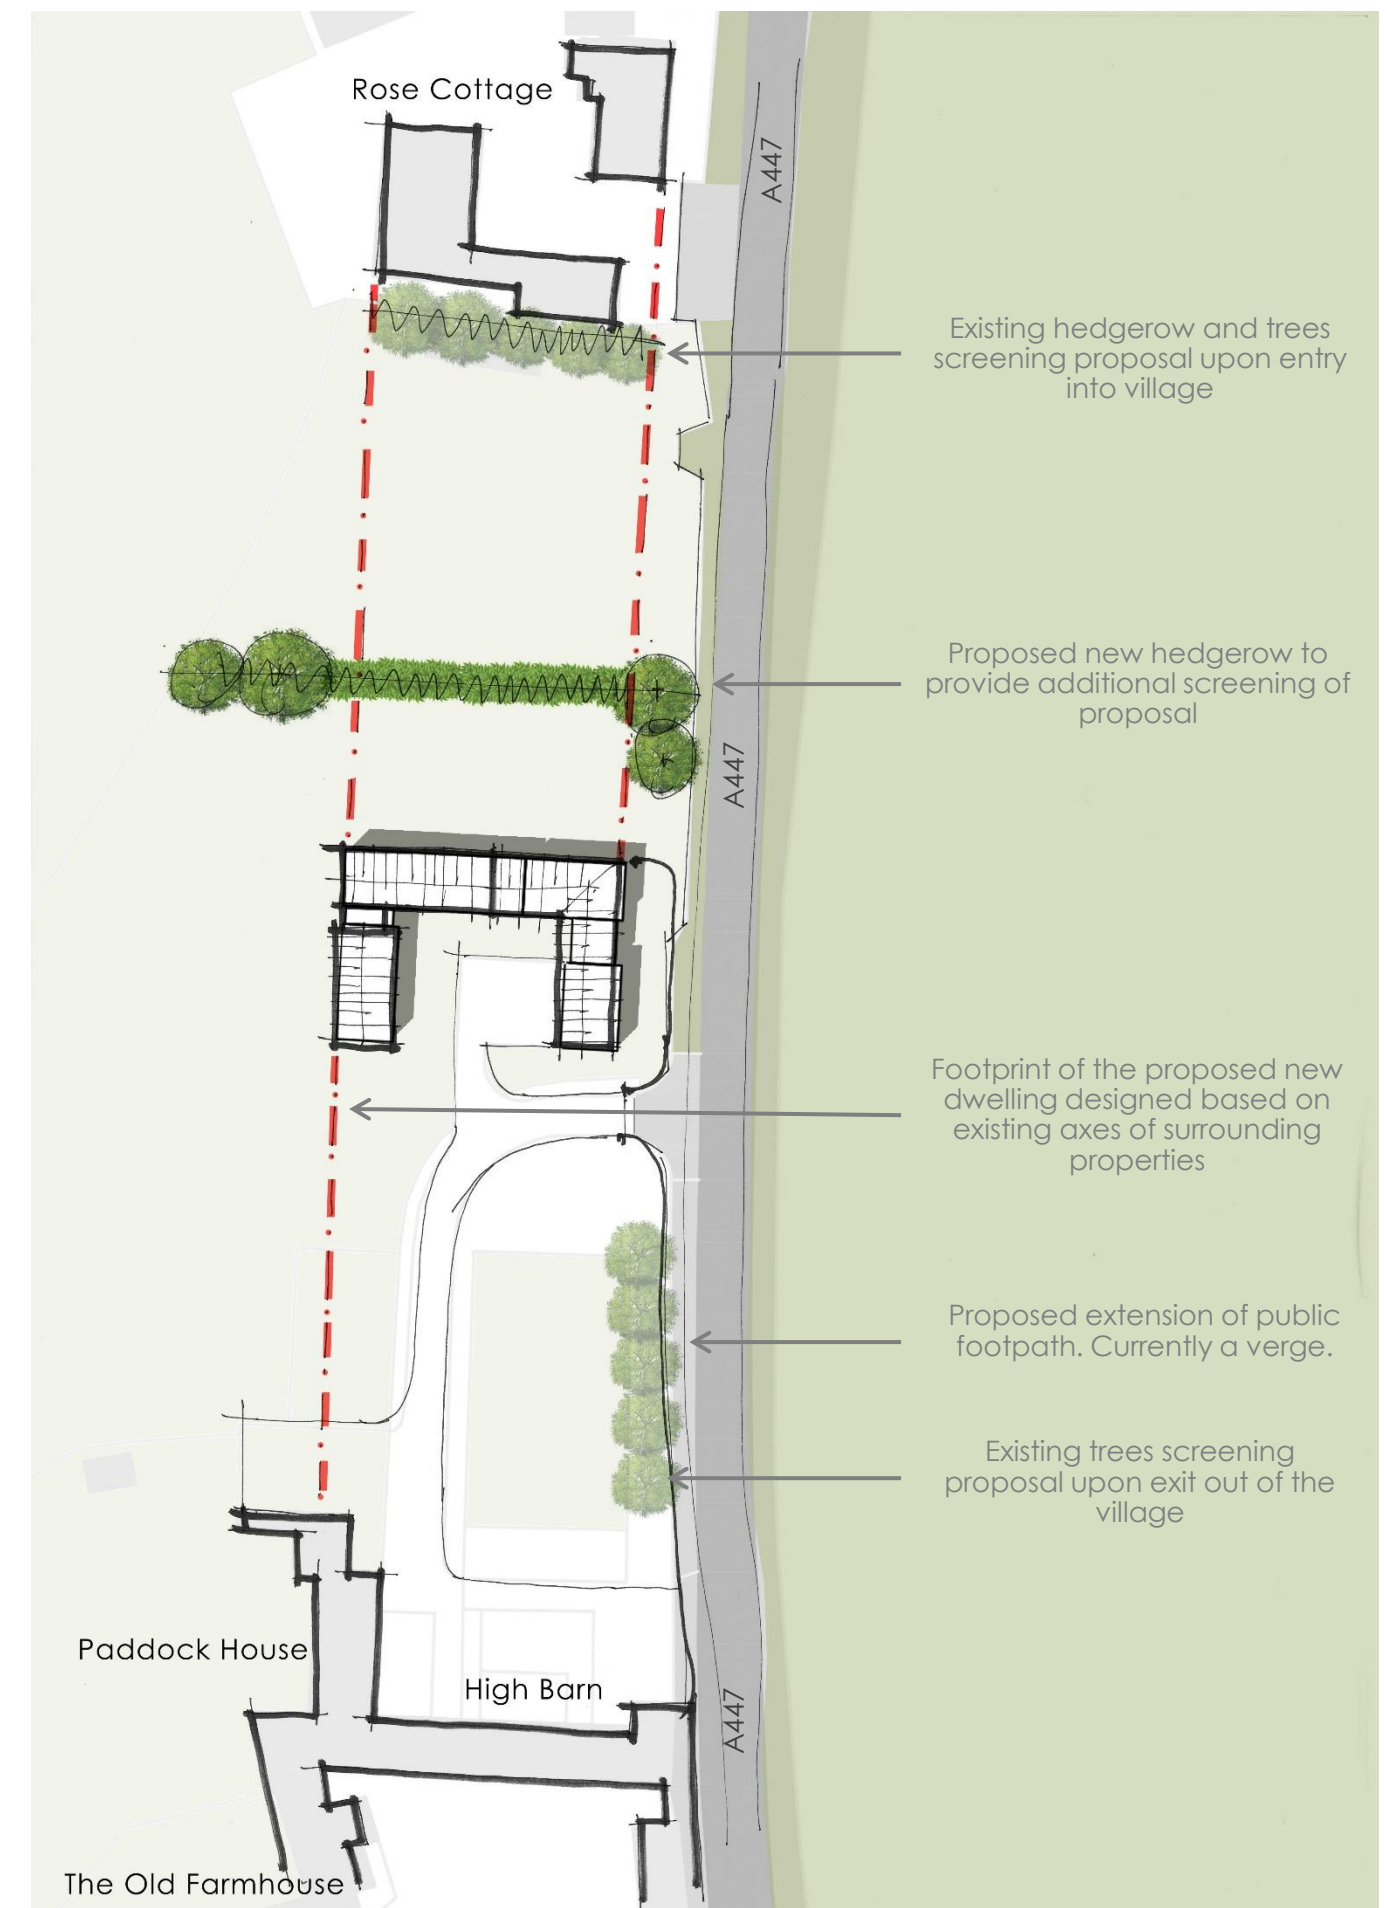 Rose Cottage
A447
Existing hedgerow and trees
screening proposal upon entry
into village
Proposed new hedgerow to
provide additional screening of
proposal
A447
Footprint of the proposed new
dwelling designed based on
existing axes of surrounding
properties
Proposed extension of public
footpath. Currently a verge.
Existing trees screening
proposal upon exit out of the
village
Paddock House
High Barn
A447
The Old Farmhouse